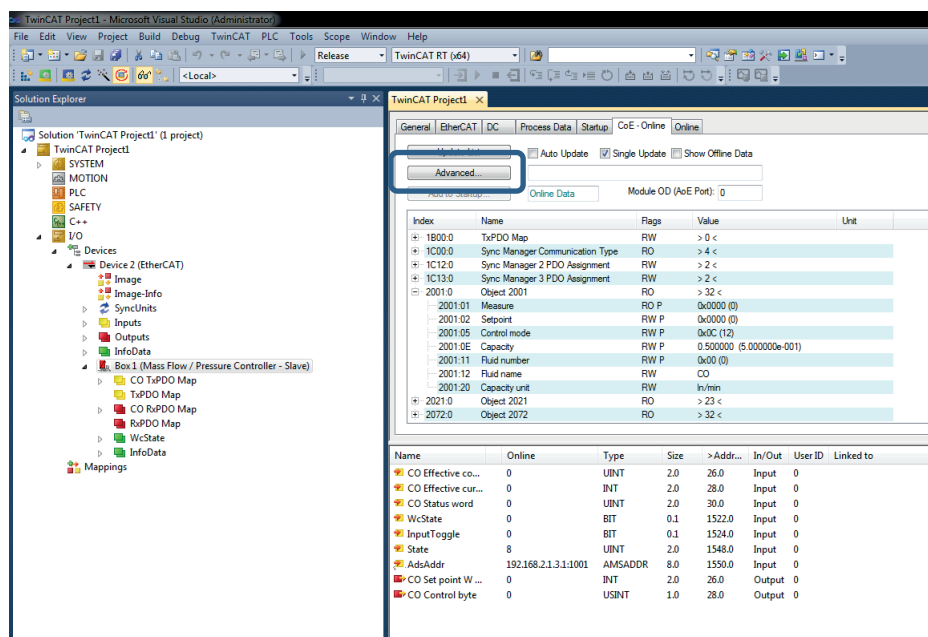 TwinCAT Project1 - Microsoft Visual Studio (Administrator)
File Edit View Project Build Debug TwinCAT PLC Tools Scope Window Help
Release TwinCAT RT (x64)
<Local>
Solution Explorer
TwinCAT Project1
Solution 'TwinCAT Project1' (1 project)
TwinCAT Project1
SYSTEM
MOTION
PLC
SAFETY
C++
I/O
Devices
Device 2 (EtherCAT)
Image
Image-Info
SyncUnits
Inputs
Outputs
InfoData
Box 1 (Mass Flow / Pressure Controller - Slave)
CO TxPDO Map
TxPDO Map
CO RxPDO Map
RxPDO Map
WcState
InfoData
Mappings
General EtherCAT DC Process Data Startup CoE - Online Online
Auto Update Single Update Show Offline Data
Advanced...
Online Data Module OD (AoE Port): 0
Index Name Flags Value Unit
1B00:0 TxPDO Map RW > 0 <
1C00:0 Sync Manager Communication Type RO > 4 <
1C12:0 Sync Manager 2 PDO Assignment RW > 2 <
1C13:0 Sync Manager 3 PDO Assignment RW > 2 <
2001:0 Object 2001 RO > 32 <
2001:01 Measure RO P 0x0000 (0)
2001:02 Setpoint RW P 0x0000 (0)
2001:05 Control mode RW P 0x0C (12)
2001:0E Capacity RW P 0.500000 (5.000000e-001)
2001:11 Fluid number RW P 0x00 (0)
2001:12 Fluid name RW CO
2001:20 Capacity unit RW ln/min
2021:0 Object 2021 RO > 23 <
2072:0 Object 2072 RO > 32 <
Name Online Type Size >Addr... In/Out User ID Linked to
CO Effective co... 0 UINT 2.0 26.0 Input 0
CO Effective cur... 0 INT 2.0 28.0 Input 0
CO Status word 0 UINT 2.0 30.0 Input 0
WcState 0 BIT 0.1 1522.0 Input 0
InputToggle 0 BIT 0.1 1524.0 Input 0
State 8 UINT 2.0 1548.0 Input 0
AdsAddr 192.168.2.1.3.1:1001 AMSADDR 8.0 1550.0 Input 0
CO Set point W ... 0 INT 2.0 26.0 Output 0
CO Control byte 0 USINT 1.0 28.0 Output 0